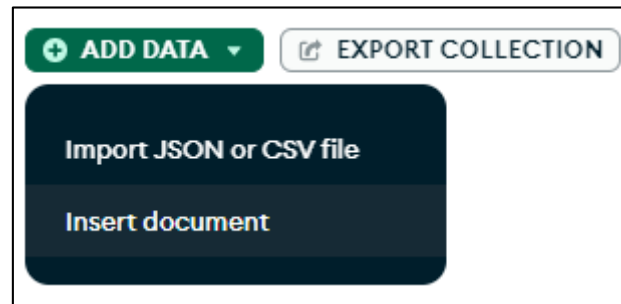 ADD DATA
EXPORT COLLECTION
Import JSON or CSV file
Insert document